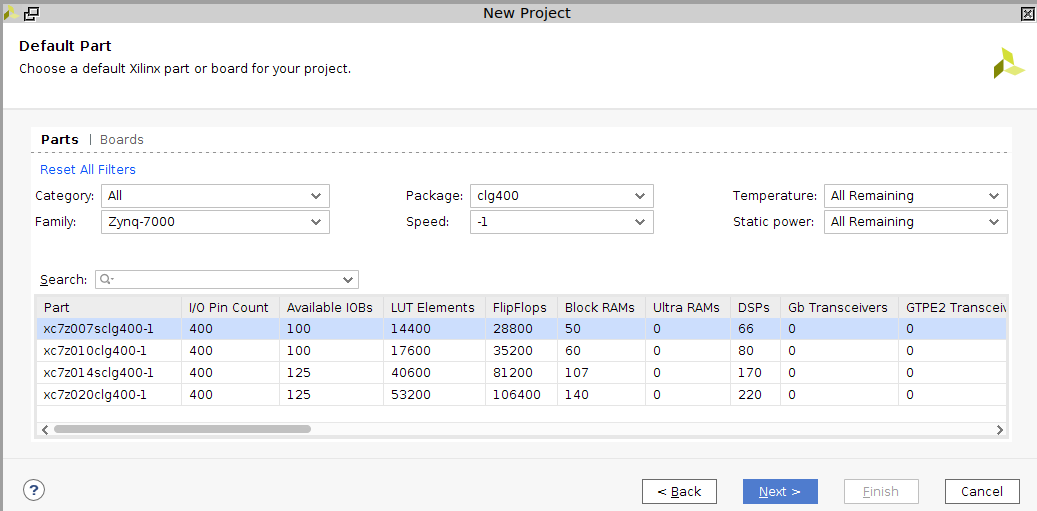 New Project
Default Part
Choose a default Xilinx part or board for your project.
Parts | Boards
Reset All Filters
Category: All Package: clg400 Temperature: All Remaining
Family: Zynq-7000 Speed: -1 Static power: All Remaining
Search: Q-
Part I/O Pin Count Available IOBs LUT Elements FlipFlops Block RAMs Ultra RAMs DSPs Gb Transceivers GTPE2 Transceiv
xc7z007sclg400-1 400 100 14400 28800 50 0 66 0 0
xc7z010clg400-1 400 100 17600 35200 60 0 80 0 0
xc7z014sclg400-1 400 125 40600 81200 107 0 170 0 0
xc7z020clg400-1 400 125 53200 106400 140 0 220 0 0
? < Back Next > Finish Cancel